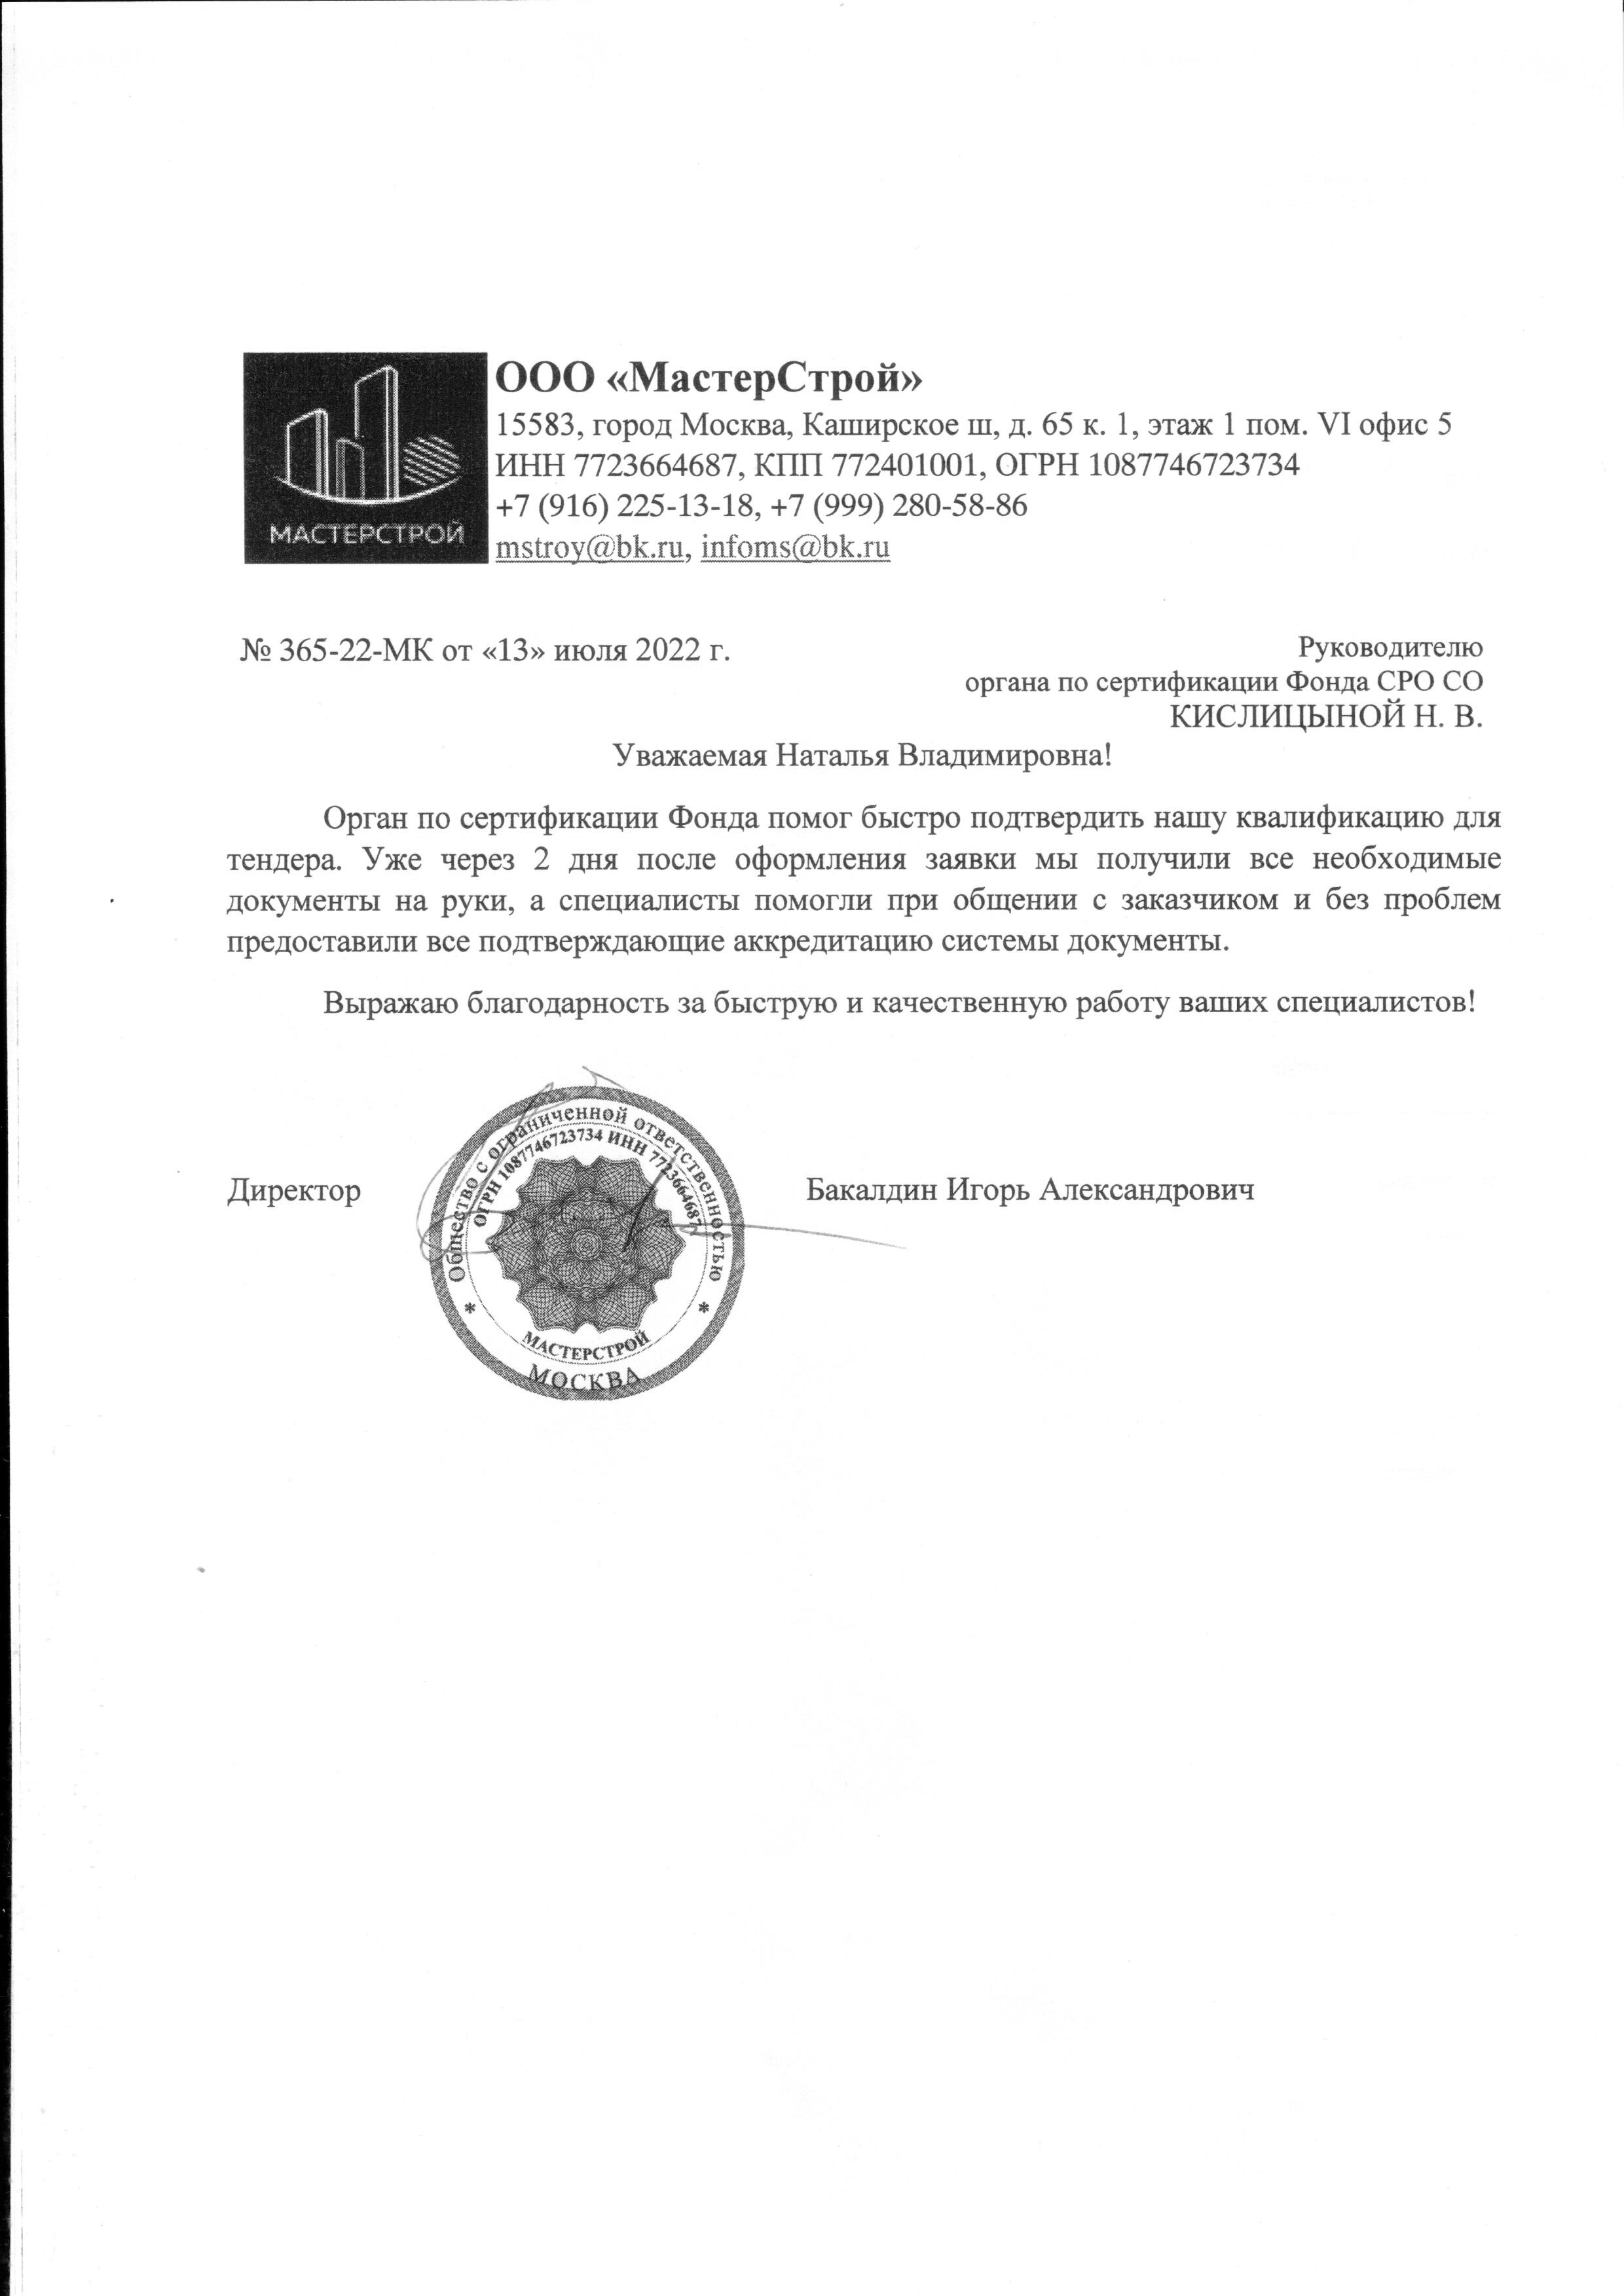 МАСТЕРСТРОЙ
ООО «МастерСтрой»
15583, город Москва, Каширское ш, д. 65 к. 1, этаж 1 пом. VI офис 5
ИНН 7723664687, КПП 772401001, ОГРН 1087746723734
+7 (916) 225-13-18, +7 (999) 280-58-86
mstroy@bk.ru, infoms@bk.ru
№ 365-22-МК от «13» июля 2022 г.
Руководителю
органа по сертификации Фонда СРО СО
КИСЛИЦЫНОЙ Н. В.
Уважаемая Наталья Владимировна!
Орган по сертификации Фонда помог быстро подтвердить нашу квалификацию для
тендера. Уже через 2 дня после оформления заявки мы получили все необходимые
документы на руки, а специалисты помогли при общении с заказчиком и без проблем
предоставили все подтверждающие аккредитацию системы документы.
Выражаю благодарность за быструю и качественную работу ваших специалистов!
Директор
Бакалдин Игорь Александрович
Общество с ограниченной ответственностью
ОГРН 1087746723734 ИНН 7723664687
* *
МАСТЕРСТРОЙ
МОСКВА